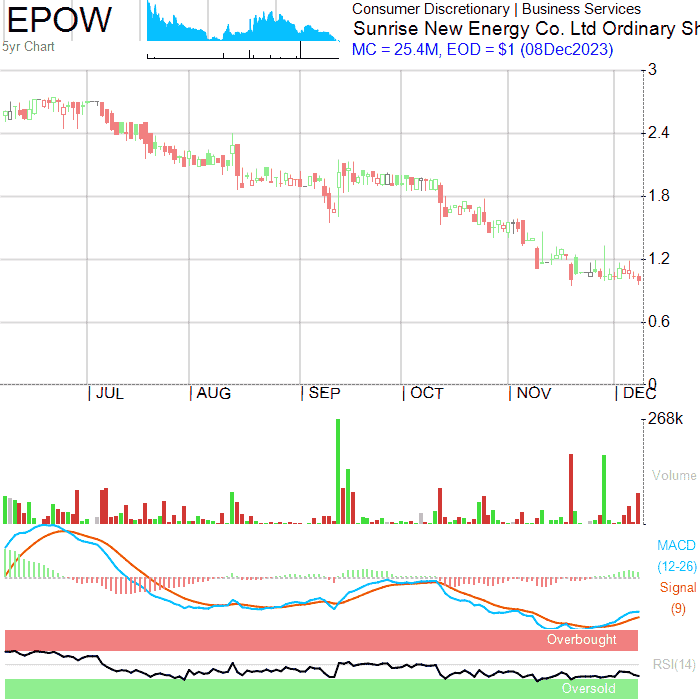 EPOW
5yr Chart
Consumer Discretionary | Business Services
Sunrise New Energy Co. Ltd Ordinary Sh
MC = 25.4M, EOD = $1 (08Dec2023)
3
2.4
1.8
1.2
0.6
0
JUL AUG SEP OCT NOV DEC
268k
Volume
MACD
(12-26)
Signal
(9)
Overbought
RSI(14)
Oversold